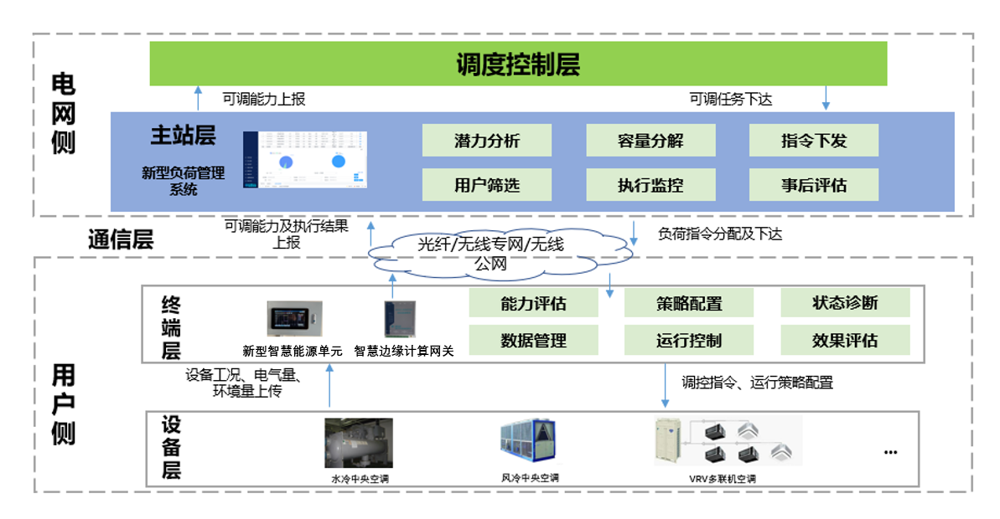 调度控制层
电
网
侧
可调能力上报
可调任务下达
主站层
新型负荷管理
系统
潜力分析
容量分解
指令下发
用户筛选
执行监控
事后评估
通信层
可调能力及执行结果
上报
光纤/无线专网/无线
公网
负荷指令分配及下达
用
户
侧
终
端
层
新型智慧能源单元
智慧边缘计算网关
能力评估
策略配置
状态诊断
数据管理
运行控制
效果评估
设备工况、电气量、
环境量上传
调控指令、运行策略配置
设
备
层
水冷中央空调
风冷中央空调
VRV多联机空调
...